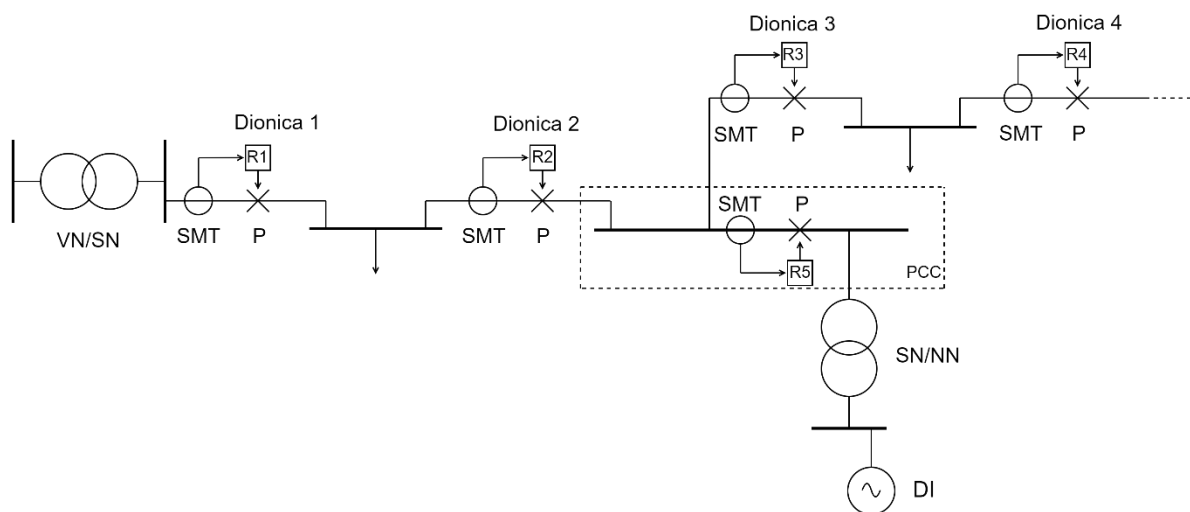 Dionica 3
Dionica 4
R3
R4
SMT
P
SMT
P
Dionica 1
Dionica 2
R1
R2
SMT
P
SMT
P
VN/SN
SMT
P
R5
PCC
SN/NN
DI